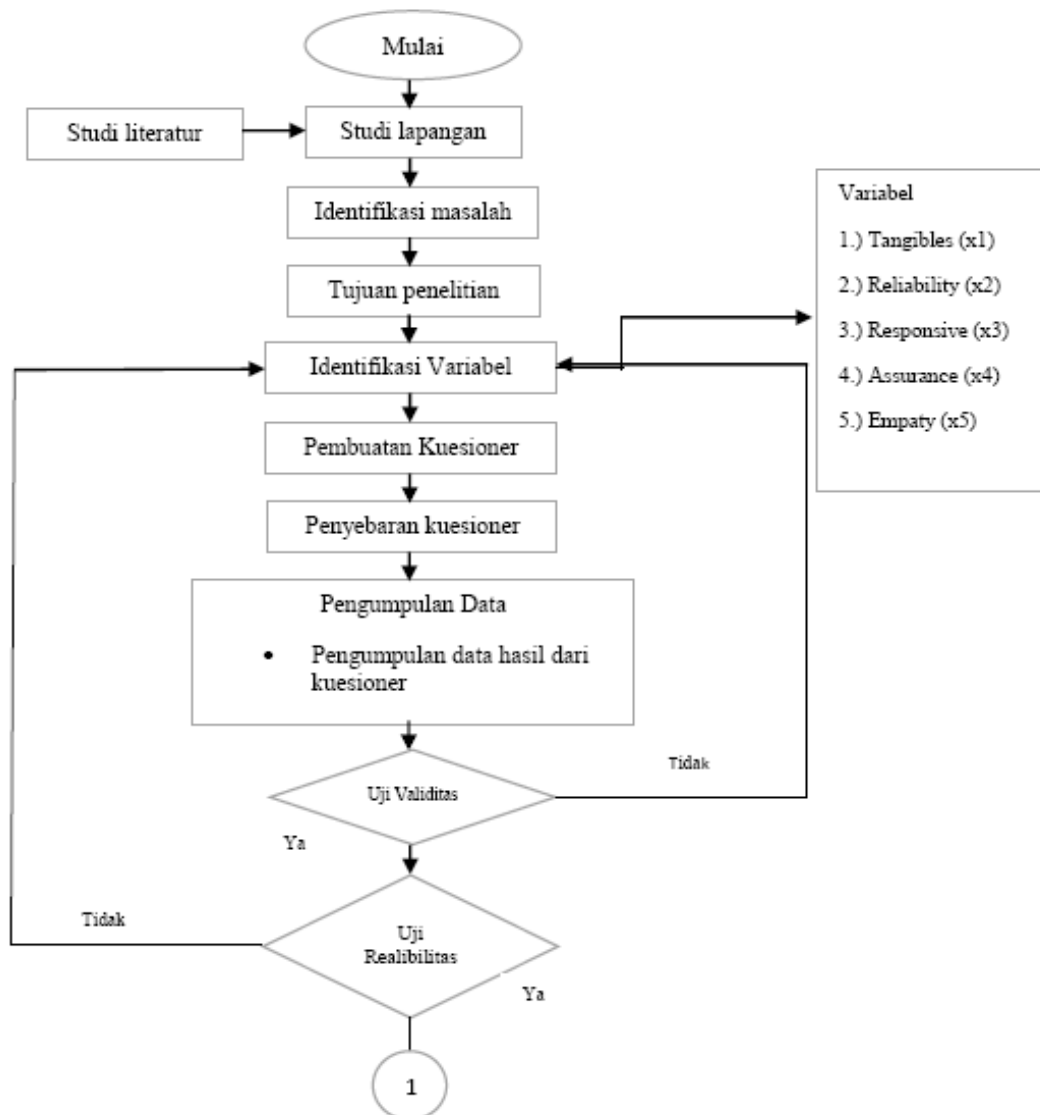 Mulai
Studi literatur
Studi lapangan
Identifikasi masalah
Tujuan penelitian
Identifikasi Variabel
Variabel
1.) Tangibles (x1)
2.) Reliability (x2)
3.) Responsive (x3)
4.) Assurance (x4)
5.) Empaty (x5)
Pembuatan Kuesioner
Penyebaran kuesioner
Pengumpulan Data
• Pengumpulan data hasil dari
kuesioner
Uji Validitas
Tidak
Ya
Uji
Realibilitas
Tidak
Ya
1